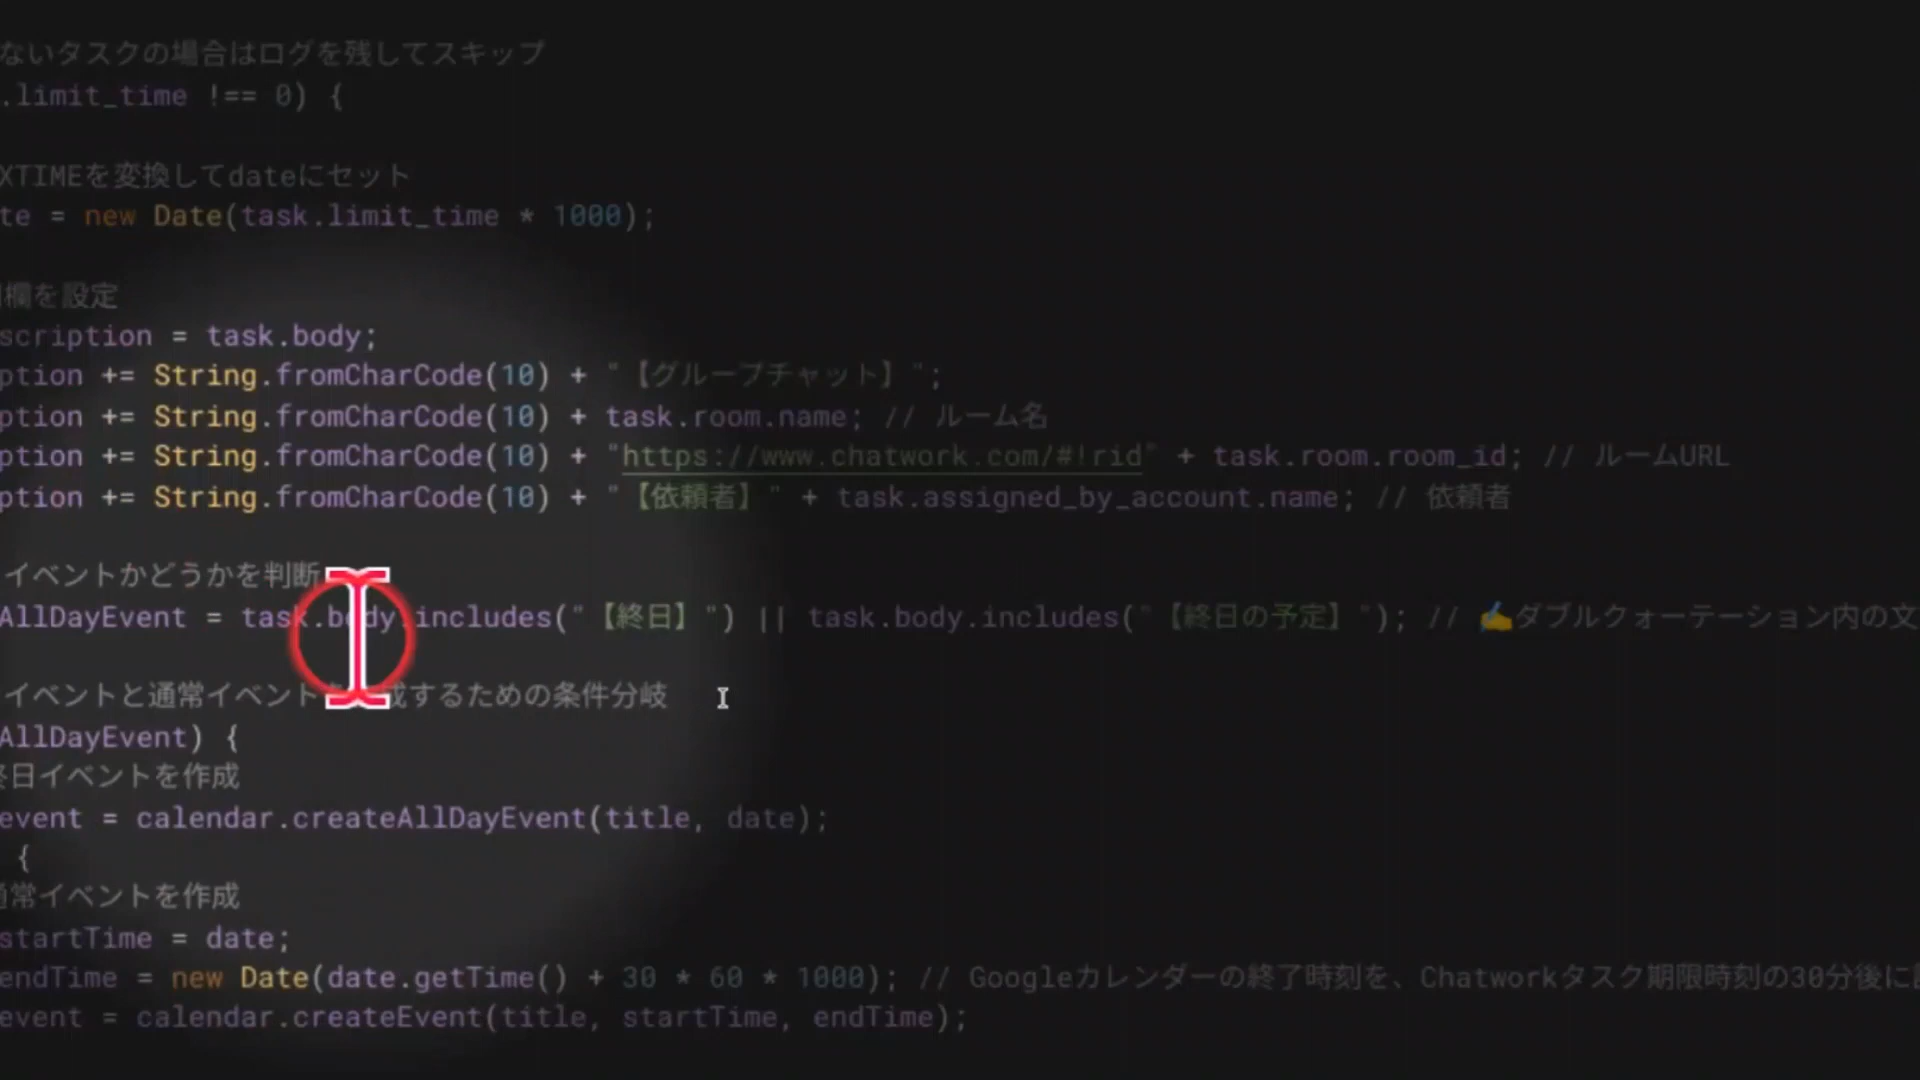 ないタスクの場合はログを残してスキップ
.limit_time !== 0) {
XTIMEを変換してdateにセット
te = new Date(task.limit_time * 1000);
欄を設定
scription = task.body;
ption += String.fromCharCode(10) + "【グループチャット】";
ption += String.fromCharCode(10) + task.room.name; // ルーム名
ption += String.fromCharCode(10) + "https://www.chatwork.com/#!rid" + task.room.room_id; // ルームURL
ption += String.fromCharCode(10) + "【依頼者】" + task.assigned_by_account.name; // 依頼者
イベントかどうかを判断
AllDayEvent = task.body.includes("【終日】") || task.body.includes("【終日の予定】"); // ✍ダブルクォーテーション内の文
イベントと通常イベント 成するための条件分岐
AllDayEvent) {
終日イベントを作成
event = calendar.createAllDayEvent(title, date);
{
通常イベントを作成
startTime = date;
endTime = new Date(date.getTime() + 30 * 60 * 1000); // Googleカレンダーの終了時刻を、Chatworkタスク期限時刻の30分後に
event = calendar.createEvent(title, startTime, endTime);